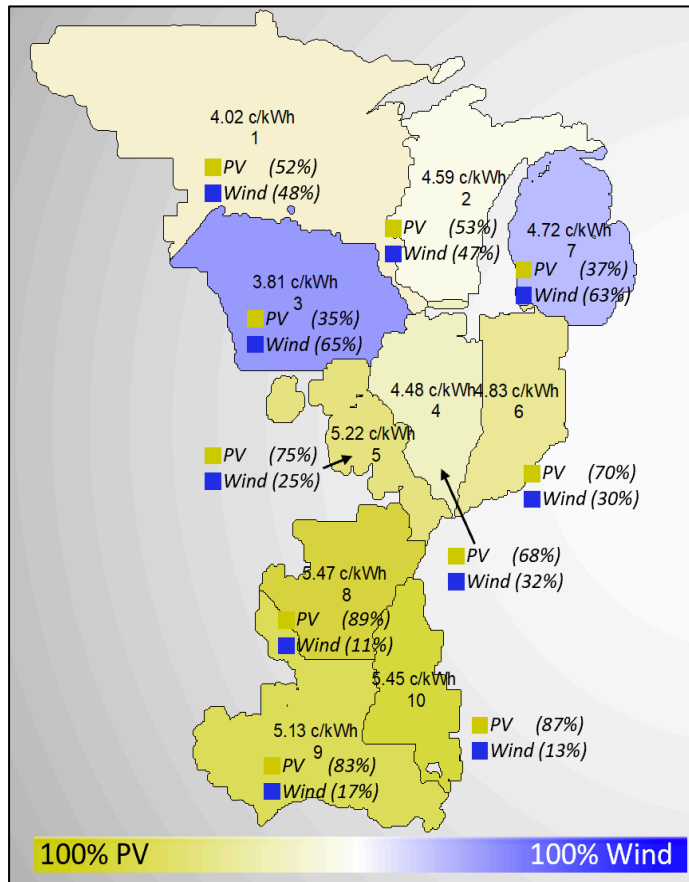 4.02 c/kWh
1
PV (52%)
Wind (48%)
4.59 c/kWh
2
PV (53%)
Wind (47%)
4.72 c/kWh
7
PV (37%)
Wind (63%)
3.81 c/kWh
3
PV (35%)
Wind (65%)
4.48 c/kWh
4
4.83 c/kWh
6
5.22 c/kWh
5
PV (75%)
Wind (25%)
PV (70%)
Wind (30%)
PV (68%)
Wind (32%)
5.47 c/kWh
8
PV (89%)
Wind (11%)
5.45 c/kWh
10
PV (87%)
Wind (13%)
5.13 c/kWh
9
PV (83%)
Wind (17%)
100% PV
100% Wind